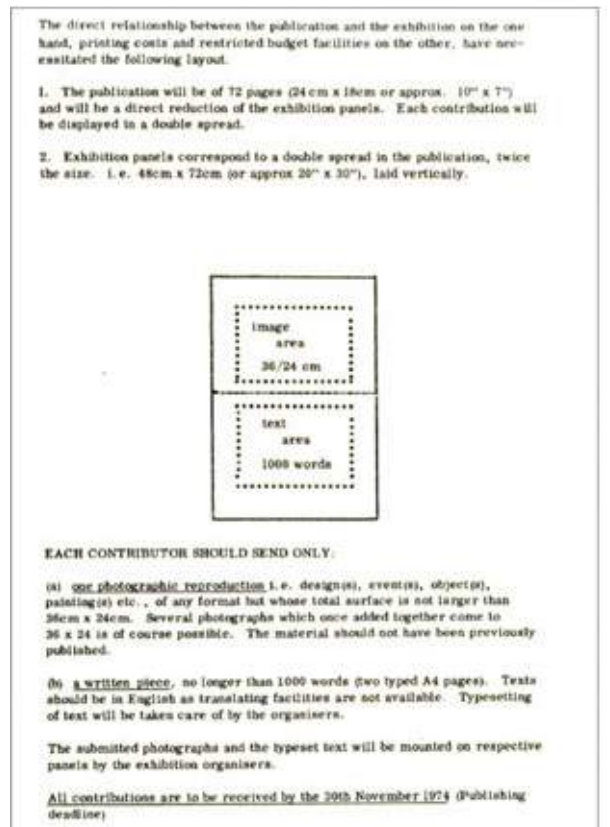 The direct relationship between the publication and the exhibition on the one
hand, printing costs and restricted budget facilities on the other, have nec-
essitated the following layout.
1. The publication will be of 72 pages (24 cm x 18cm or approx. 10" x 7")
and will be a direct reduction of the exhibition panels. Each contribution will
be displayed in a double spread.
2. Exhibition panels correspond to a double spread in the publication, twice
the size. i.e. 48cm x 72cm (or approx 20" x 30"), laid vertically.
image
area
36/24 cm
text
area
1000 words
EACH CONTRIBUTOR SHOULD SEND ONLY:
(a) one photographic reproduction i.e. design(s), event(s), object(s),
painting(s) etc., of any format but whose total surface is not larger than
36cm x 24cm. Several photographs which once added together come to
36 x 24 is of course possible. The material should not have been previously
published.
(b) a written piece, no longer than 1000 words (two typed A4 pages). Texts
should be in English as translating facilities are not available. Typesetting
of text will be taken care of by the organisers.
The submitted photographs and the typeset text will be mounted on respective
panels by the exhibition organisers.
All contributions are to be received by the 30th November 1974 (Publishing
deadline)